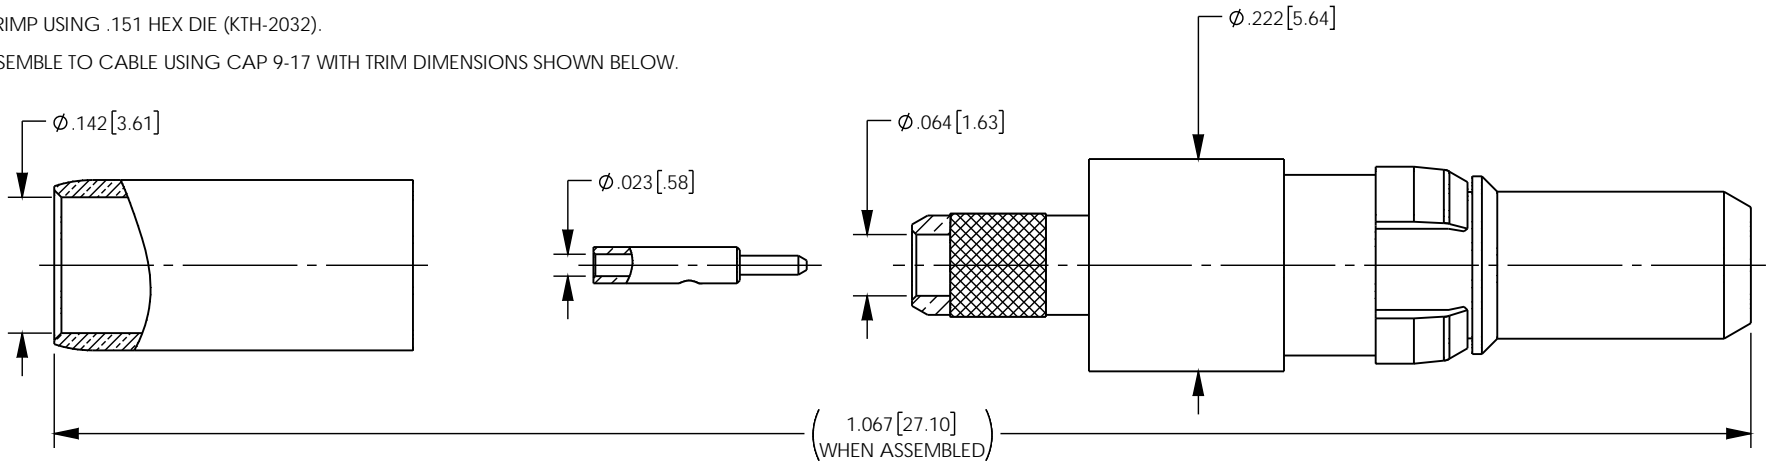 RIMP USING .151 HEX DIE (KTH-2032).
SEMBLE TO CABLE USING CAP 9-17 WITH TRIM DIMENSIONS SHOWN BELOW.
Ø.222[5.64]
Ø.142[3.61]
Ø.064[1.63]
Ø.023[.58]
(1.067[27.10]
WHEN ASSEMBLED)